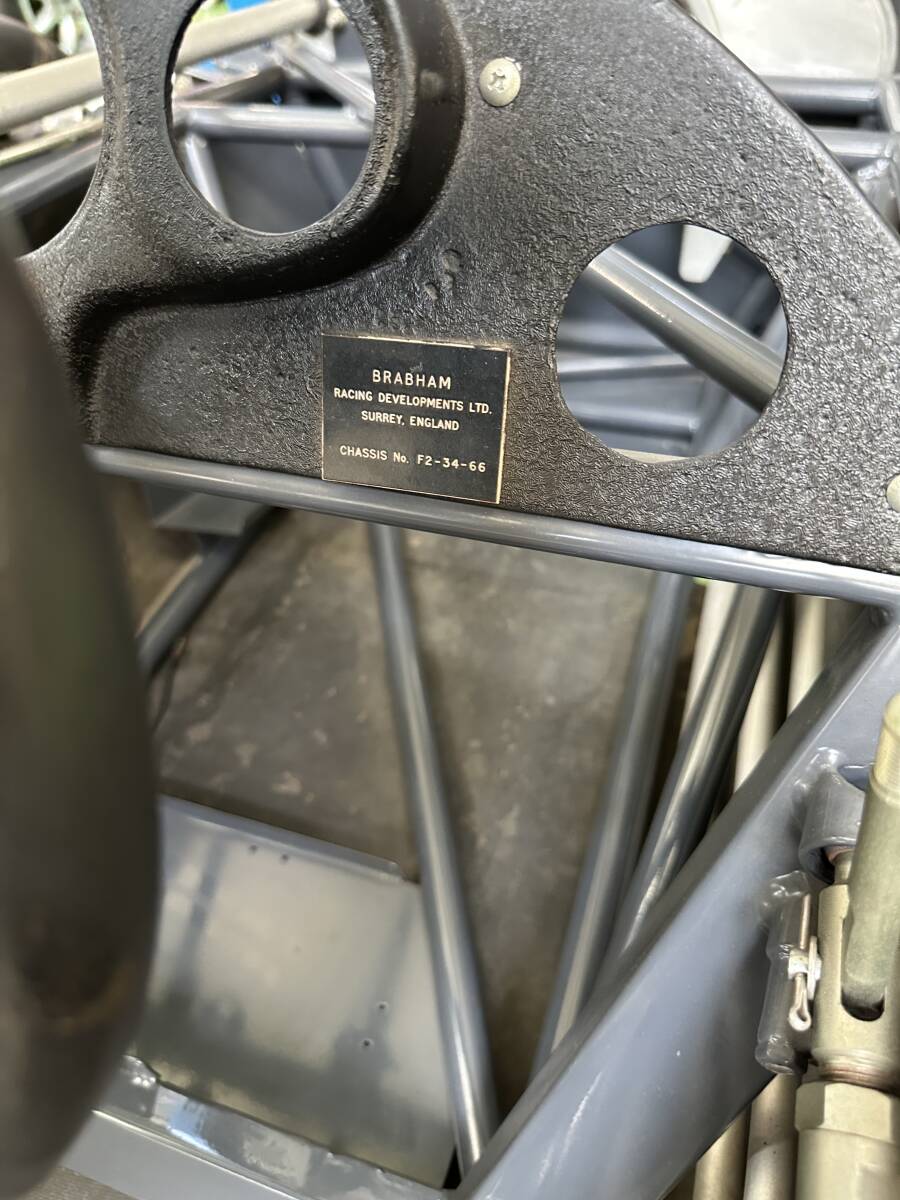 BRABHAM
RACING DEVELOPMENTS LTD.
SURREY, ENGLAND
CHASSIS No. F2-34-66